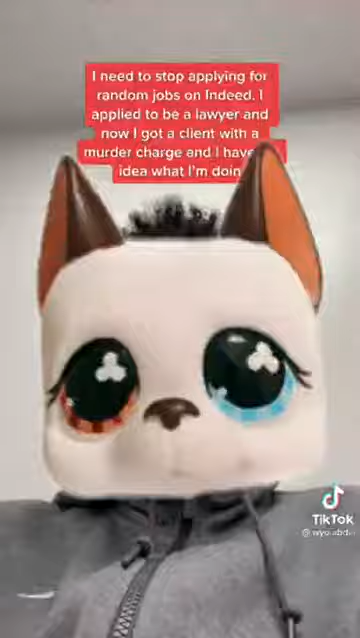 I need to stop applying for
random jobs on Indeed. I
applied to be a lawyer and
now I got a client with a
murder charge and I have
idea what I'm doin
TikTok